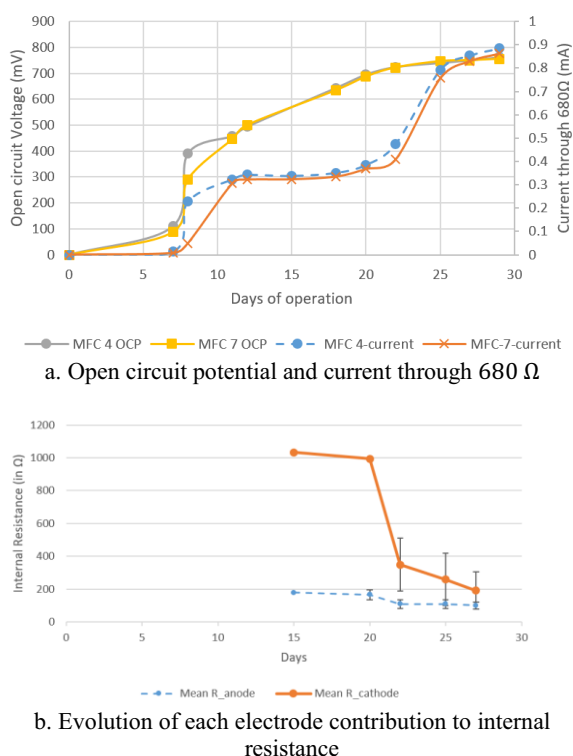 Open circuit Voltage (mV)
900
800
700
600
500
400
300
200
100
0
1
0.9
0.8
0.7
0.6
0.5
0.4
0.3
0.2
0.1
0
Current through 680Ω (mA)
0 5 10 15 20 25 30
Days of operation
MFC 4 OCP MFC 7 OCP MFC 4-current MFC-7-current
a. Open circuit potential and current through 680 Ω
Internal Resistance (in Ω)
1200
1000
800
600
400
200
0
0 5 10 15 20 25 30
Days
Mean R_anode Mean R_cathode
b. Evolution of each electrode contribution to internal
resistance